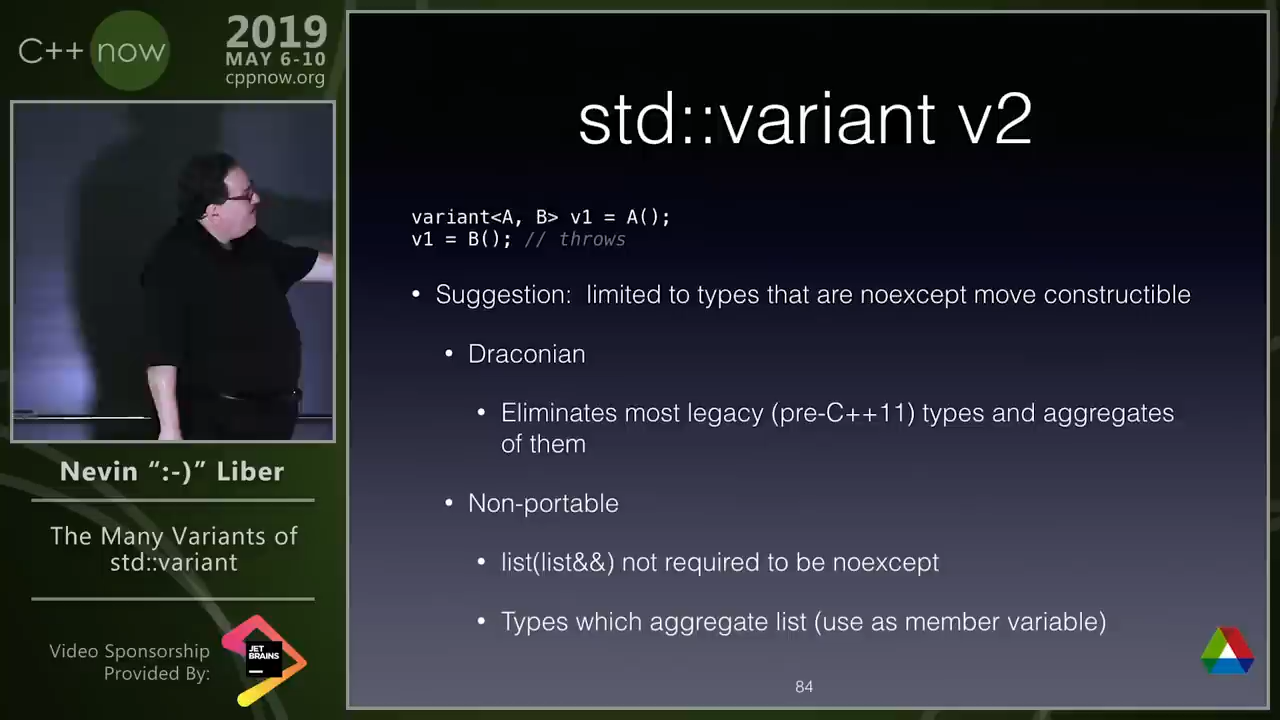 C++ now
2019
MAY 6-10
cppnow.org
Nevin “:-)” Liber
The Many Variants of
std::variant
Video Sponsorship
Provided By:
JET
BRAINS
std::variant v2
variant<A, B> v1 = A();
v1 = B(); // throws
• Suggestion: limited to types that are noexcept move constructible
• Draconian
• Eliminates most legacy (pre-C++11) types and aggregates
of them
• Non-portable
• list(list&&) not required to be noexcept
• Types which aggregate list (use as member variable)
84